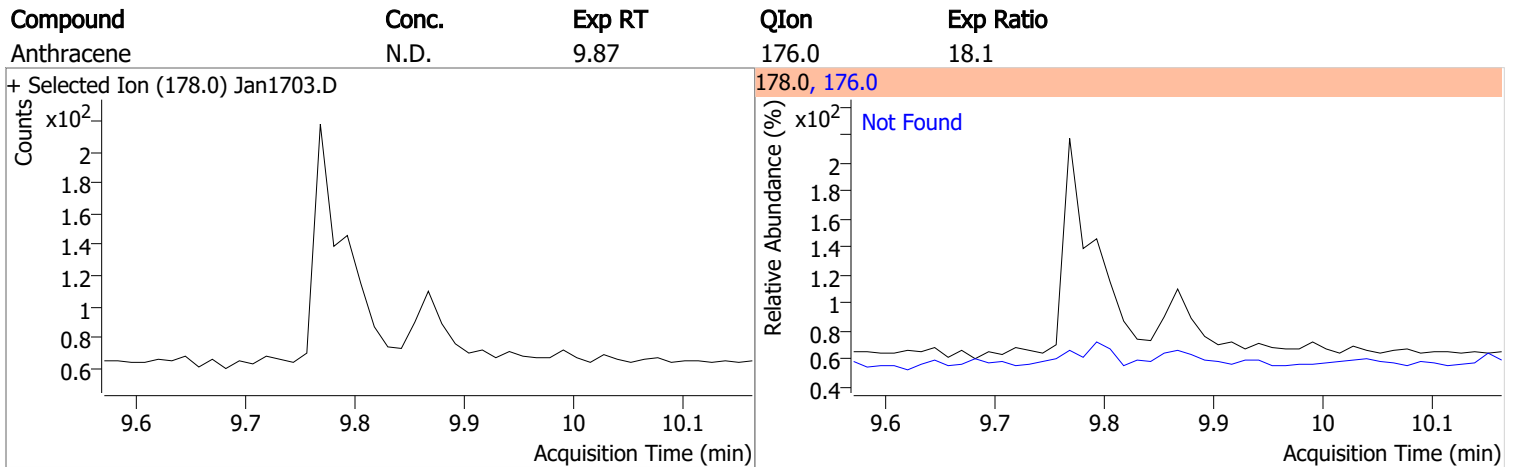 Compound Conc. Exp RT QIon Exp Ratio
Anthracene N.D. 9.87 176.0 18.1
+ Selected Ion (178.0) Jan1703.D
Counts
x10²
2
1.8
1.6
1.4
1.2
1
0.8
0.6
9.6 9.7 9.8 9.9 10 10.1
Acquisition Time (min)
178.0, 176.0
Relative Abundance (%)
x10²
Not Found
2
1.8
1.6
1.4
1.2
1
0.8
0.6
0.4
9.6 9.7 9.8 9.9 10 10.1
Acquisition Time (min)